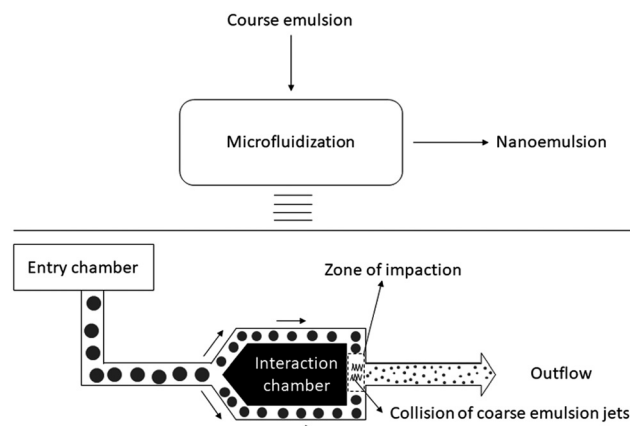 Course emulsion
Microfluidization
Nanoemulsion
Entry chamber
Zone of impaction
Interaction
chamber
Outflow
Collision of coarse emulsion jets